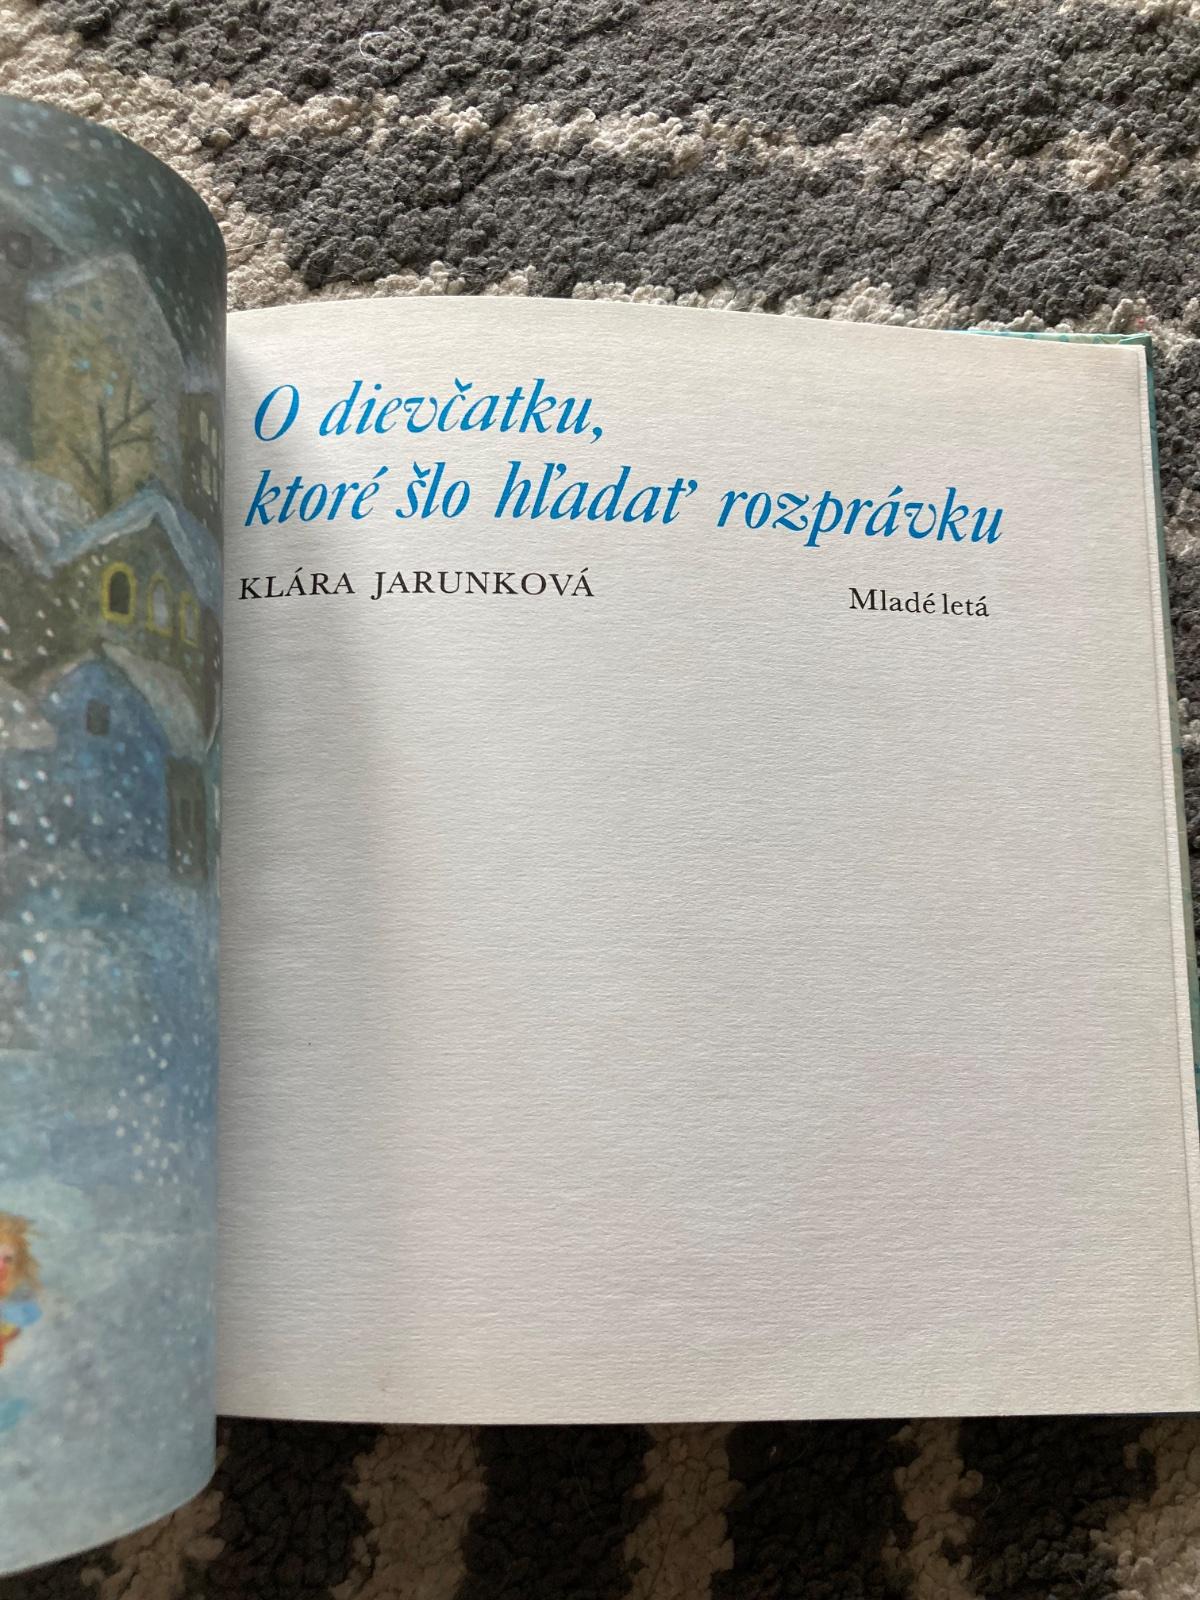 O dievčatku,
ktoré šlo hľadať rozprávku
KLÁRA JARUNKOVÁ
Mladé letá